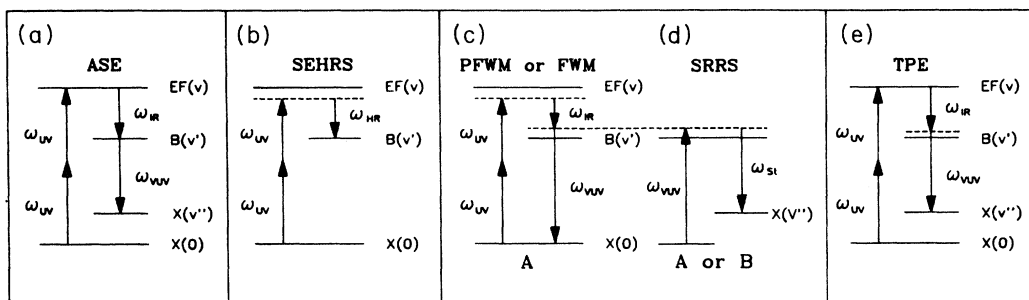 (a)
ASE
EF(v)
ω_IR
ω_UV
B(v')
ω_VUV
ω_UV
X(v'')
X(0)
(b)
SEHRS
EF(v)
ω_HR
ω_UV
B(v')
ω_UV
X(0)
(c)
PFWM or FWM
EF(v)
ω_IR
ω_UV
B(v')
ω_VUV
ω_UV
X(0)
A
(d)
SRRS
ω_VUV
ω_St
X(V'')
A or B
(e)
TPE
EF(v)
ω_IR
ω_UV
B(v')
ω_VUV
ω_UV
X(v'')
X(0)